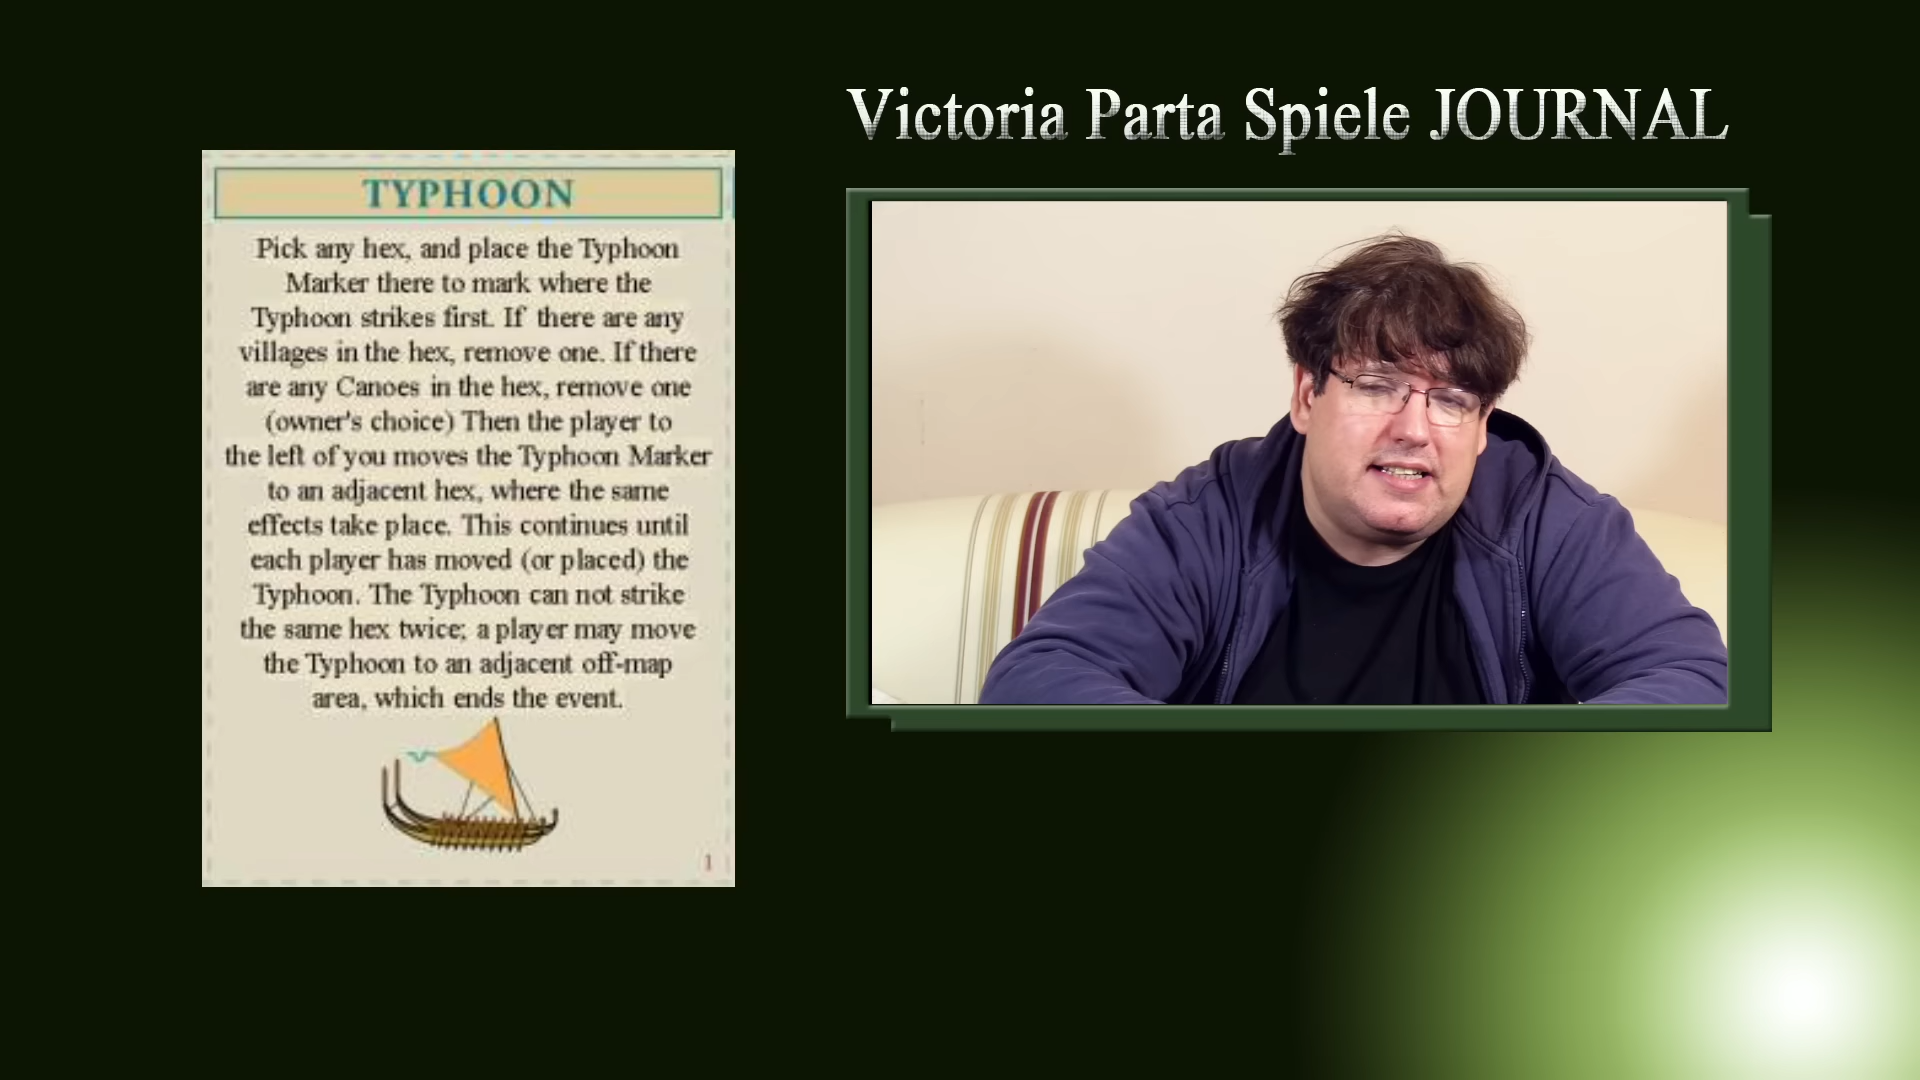 Victoria Parta Spiele JOURNAL
TYPHOON
Pick any hex, and place the Typhoon
Marker there to mark where the
Typhoon strikes first. If there are any
villages in the hex, remove one. If there
are any Canoes in the hex, remove one
(owner's choice) Then the player to
the left of you moves the Typhoon Marker
to an adjacent hex, where the same
effects take place. This continues until
each player has moved (or placed) the
Typhoon. The Typhoon can not strike
the same hex twice; a player may move
the Typhoon to an adjacent off-map
area, which ends the event.
1